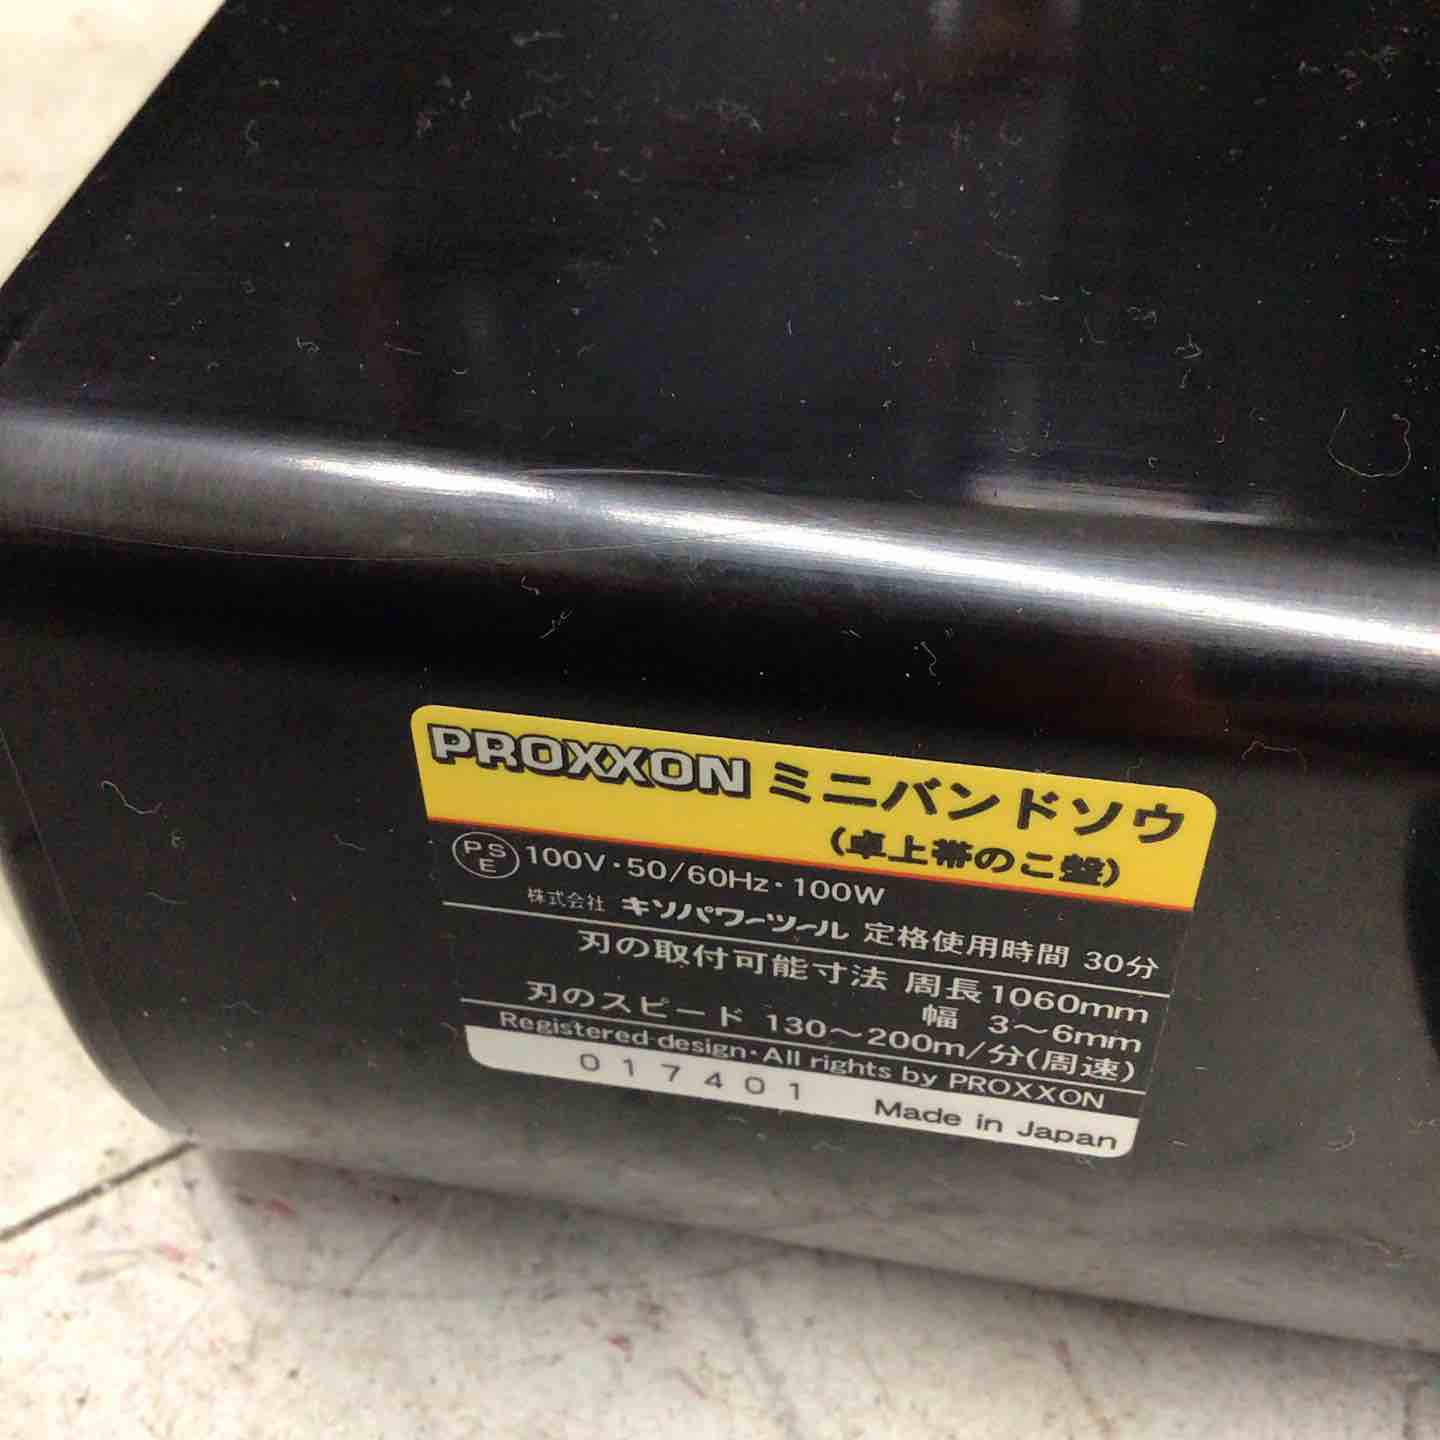 PROXXON ミニバンドソウ
(卓上帯のこ盤)
PSE 100V・50/60Hz・100W
株式会社 キソパワーツール 定格使用時間 30分
刃の取付可能寸法 周長1060mm
幅 3〜6mm
刃のスピード 130〜200m/分(周速)
Registered design・All rights by PROXXON
017401 Made in Japan